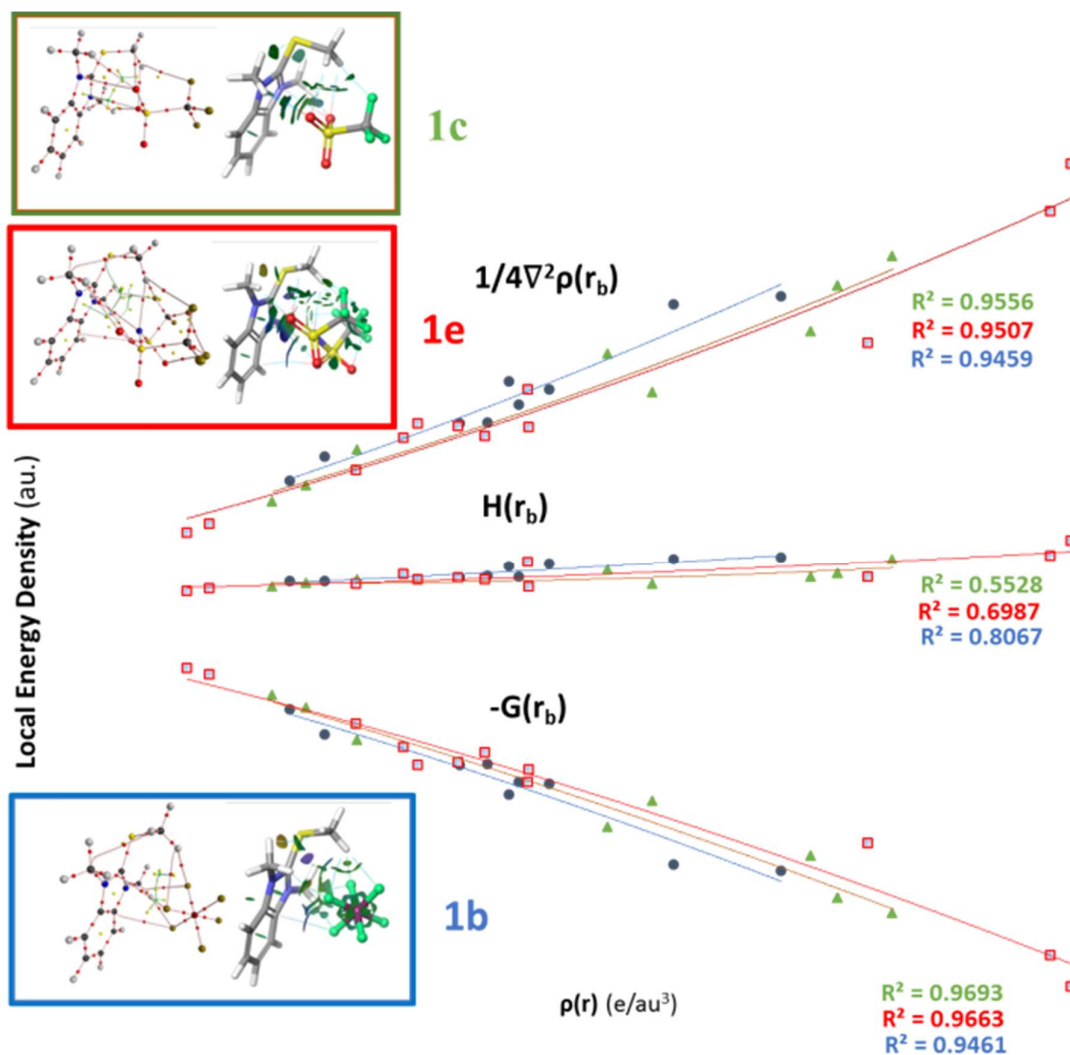 1c
1/4∇²ρ(r_b)
R² = 0.9556
R² = 0.9507
R² = 0.9459
1e
H(r_b)
R² = 0.5528
R² = 0.6987
R² = 0.8067
Local Energy Density (au.)
-G(r_b)
1b
ρ(r) (e/au³)
R² = 0.9693
R² = 0.9663
R² = 0.9461